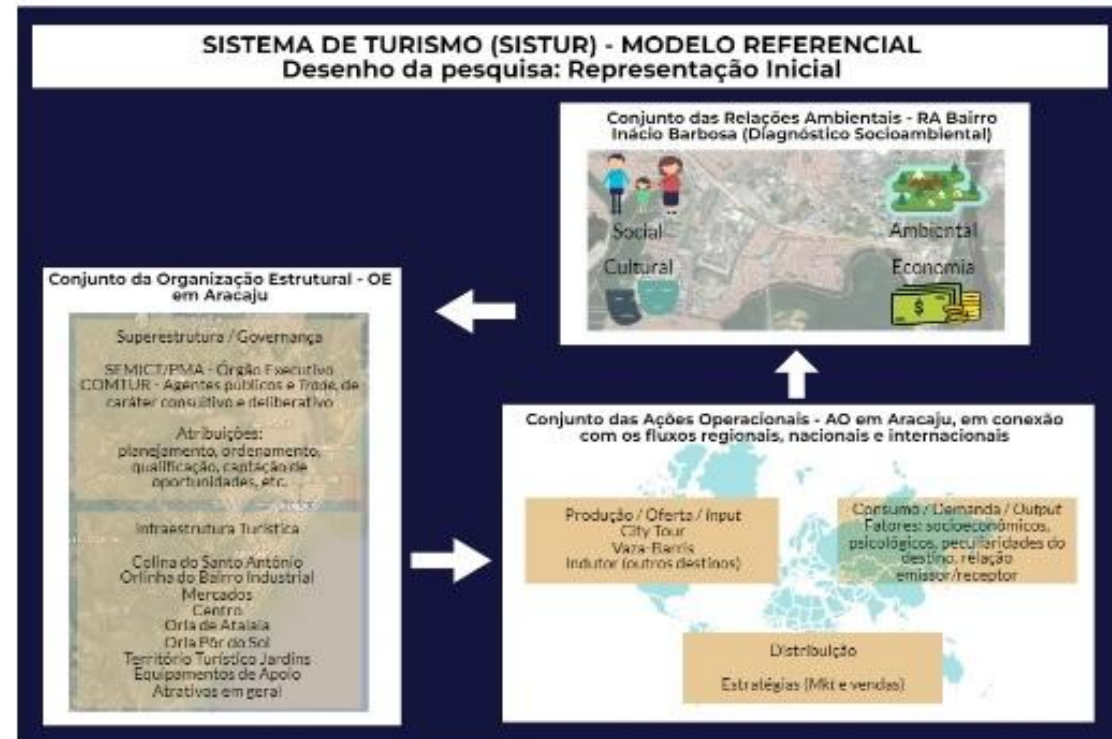 SISTEMA DE TURISMO (SISTUR) - MODELO REFERENCIAL
Desenho da pesquisa: Representação Inicial
Conjunto das Relações Ambientais - RA Bairro
Inácio Barbosa (Diagnóstico Socioambiental)
Social
Ambiental
Cultural
Economia
Conjunto da Organização Estrutural - OE
em Aracaju
Superestrutura / Governança
SEMICT/PMA - Órgão Executivo
COMTUR - Agentes públicos e Trade, de
caráter consultivo e deliberativo
Atribuições:
planejamento, ordenamento,
qualificação, captação de
oportunidades, etc.
Infraestrutura Turística
Colina do Santo Antônio
Orlinha do Bairro Industrial
Mercados
Centro
Orla de Atalaia
Orla Pôr do Sol
Território Turístico Jardins
Equipamentos de Apoio
Atrativos em geral
Conjunto das Ações Operacionais - AO em Aracaju, em conexão
com os fluxos regionais, nacionais e internacionais
Produção / Oferta / Input
City Tour
Vaza-Barris
Indutor (outros destinos)
Consumo / Demanda / Output
Fatores: socioeconômicos,
psicológicos, peculiaridades do
destino, relação
emissor/receptor
Distribuição
Estratégias (Mkt e vendas)